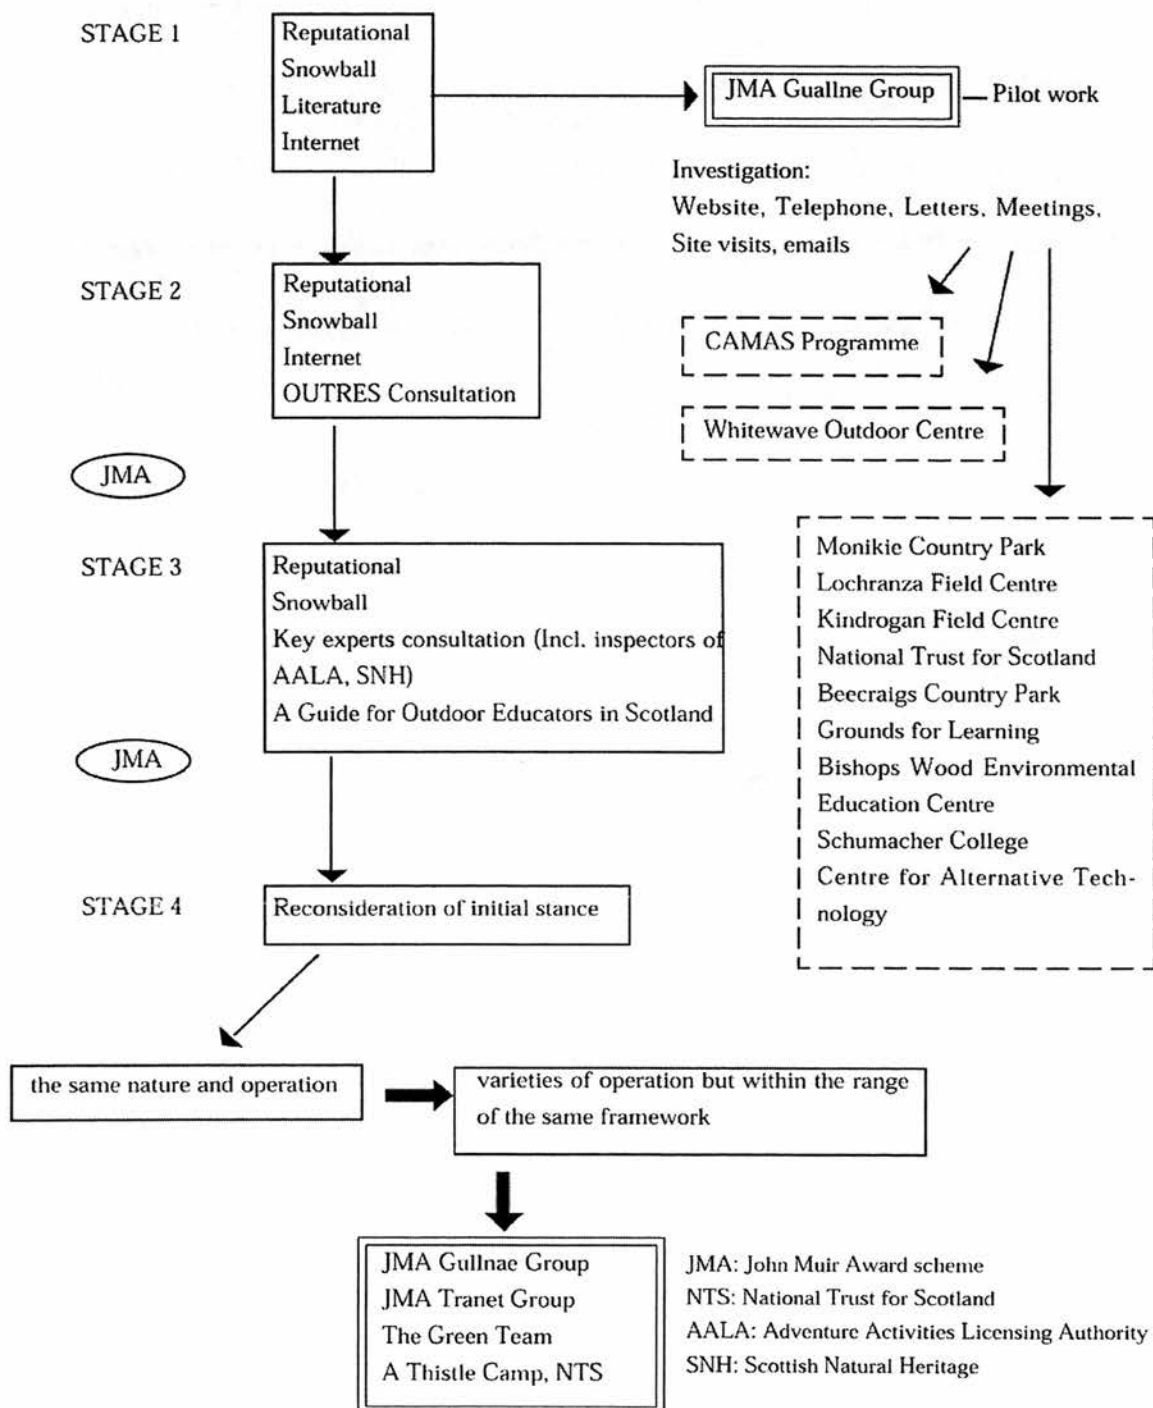 STAGE 1
Reputational
Snowball
Literature
Internet
JMA Guallne Group
Pilot work
Investigation:
Website, Telephone, Letters, Meetings,
Site visits, emails
STAGE 2
Reputational
Snowball
Internet
OUTRES Consultation
CAMAS Programme
Whitewave Outdoor Centre
JMA
STAGE 3
Reputational
Snowball
Key experts consultation (Incl. inspectors of
AALA, SNH)
A Guide for Outdoor Educators in Scotland
Monikie Country Park
Lochranza Field Centre
Kindrogan Field Centre
National Trust for Scotland
Beecraigs Country Park
Grounds for Learning
Bishops Wood Environmental
Education Centre
Schumacher College
Centre for Alternative Tech-
nology
JMA
STAGE 4
Reconsideration of initial stance
the same nature and operation
varieties of operation but within the range
of the same framework
JMA Gullnae Group
JMA Tranet Group
The Green Team
A Thistle Camp, NTS
JMA: John Muir Award scheme
NTS: National Trust for Scotland
AALA: Adventure Activities Licensing Authority
SNH: Scottish Natural Heritage